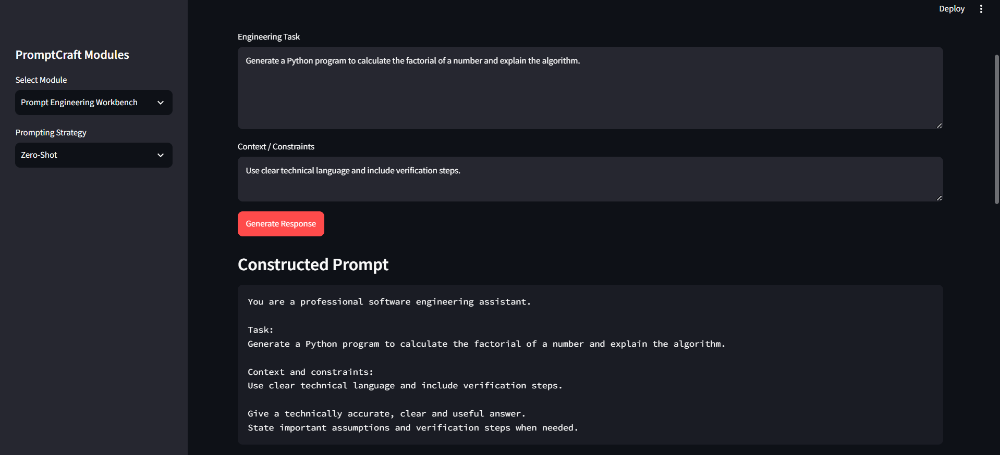 Deploy
PromptCraft Modules
Select Module
Prompt Engineering Workbench
Prompting Strategy
Zero-Shot
Engineering Task
Generate a Python program to calculate the factorial of a number and explain the algorithm.
Context / Constraints
Use clear technical language and include verification steps.
Generate Response
Constructed Prompt
You are a professional software engineering assistant.
Task:
Generate a Python program to calculate the factorial of a number and explain the algorithm.
Context and constraints:
Use clear technical language and include verification steps.
Give a technically accurate, clear and useful answer.
State important assumptions and verification steps when needed.